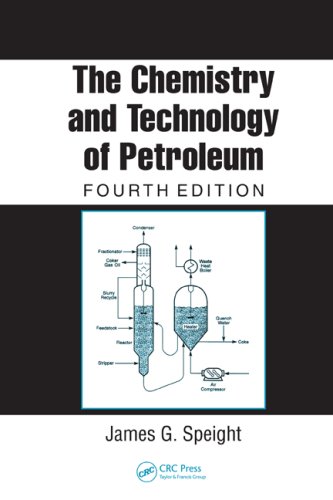 The Chemistry
and Technology
of Petroleum
FOURTH EDITION
Condenser
Fractionator
Coker
Gas Oil
Slurry
Recycle
Feedstock
Reactor
Stripper
Waste
Heat
Boiler
Heater
Quench
Water
Coke
Air
Compressor
James G. Speight
CRC
CRC Press
Taylor & Francis Group